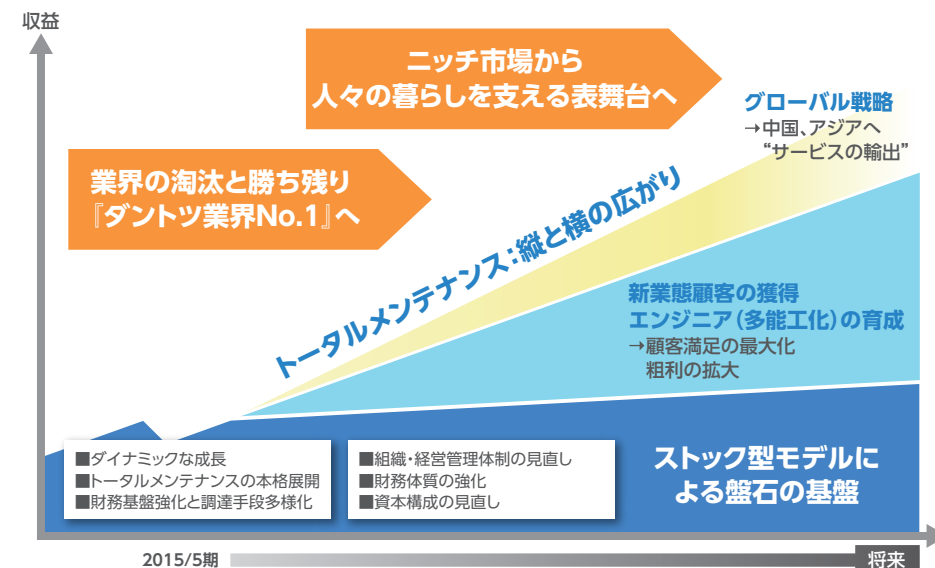 収益
ニッチ市場から
人々の暮らしを支える表舞台へ
グローバル戦略
→中国、アジアへ
“サービスの輸出”
業界の淘汰と勝ち残り
『ダントツ業界No.1』へ
トータルメンテナンス：縦と横の広がり
新業態顧客の獲得
エンジニア（多能工化）の育成
→顧客満足の最大化
粗利の拡大
■ダイナミックな成長
■トータルメンテナンスの本格展開
■財務基盤強化と調達手段多様化
■組織・経営管理体制の見直し
■財務体質の強化
■資本構成の見直し
ストック型モデルに
よる盤石の基盤
2015/5期
将来